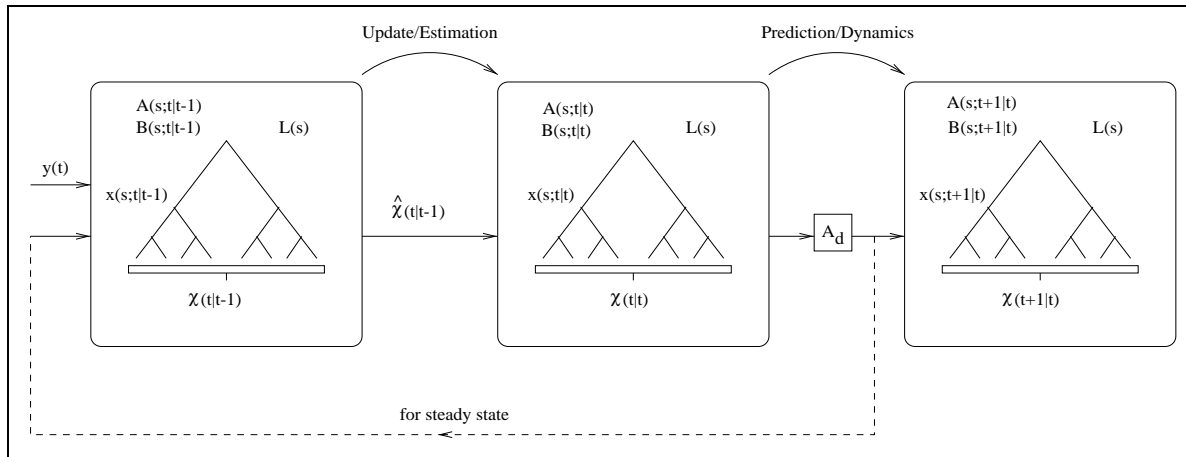 Update/Estimation
Prediction/Dynamics
A(s;t|t-1)
B(s;t|t-1)
L(s)
y(t)
x(s;t|t-1)
χ(t|t-1)
χ̂(t|t-1)
A(s;t|t)
B(s;t|t)
L(s)
x(s;t|t)
χ(t|t)
A_d
A(s;t+1|t)
B(s;t+1|t)
L(s)
x(s;t+1|t)
χ(t+1|t)
for steady state